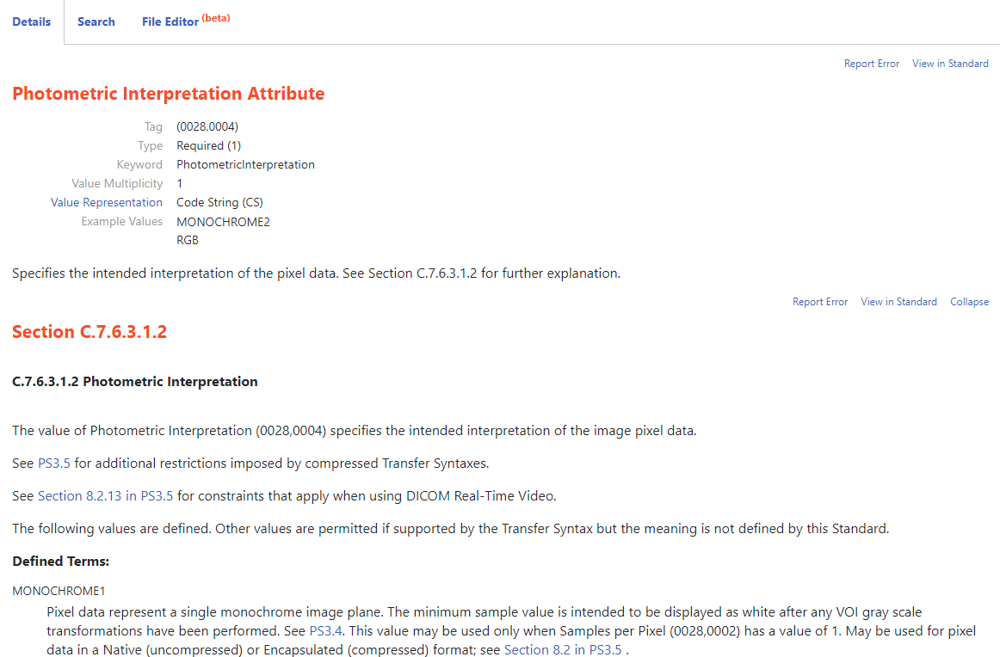 Details Search File Editor (beta)
Report Error View in Standard
Photometric Interpretation Attribute
Tag (0028,0004)
Type Required (1)
Keyword PhotometricInterpretation
Value Multiplicity 1
Value Representation Code String (CS)
Example Values MONOCHROME2
RGB
Specifies the intended interpretation of the pixel data. See Section C.7.6.3.1.2 for further explanation.
Report Error View in Standard Collapse
Section C.7.6.3.1.2
C.7.6.3.1.2 Photometric Interpretation
The value of Photometric Interpretation (0028,0004) specifies the intended interpretation of the image pixel data.
See PS3.5 for additional restrictions imposed by compressed Transfer Syntaxes.
See Section 8.2.13 in PS3.5 for constraints that apply when using DICOM Real-Time Video.
The following values are defined. Other values are permitted if supported by the Transfer Syntax but the meaning is not defined by this Standard.
Defined Terms:
MONOCHROME1
Pixel data represent a single monochrome image plane. The minimum sample value is intended to be displayed as white after any VOI gray scale
transformations have been performed. See PS3.4. This value may be used only when Samples per Pixel (0028,0002) has a value of 1. May be used for pixel
data in a Native (uncompressed) or Encapsulated (compressed) format; see Section 8.2 in PS3.5 .